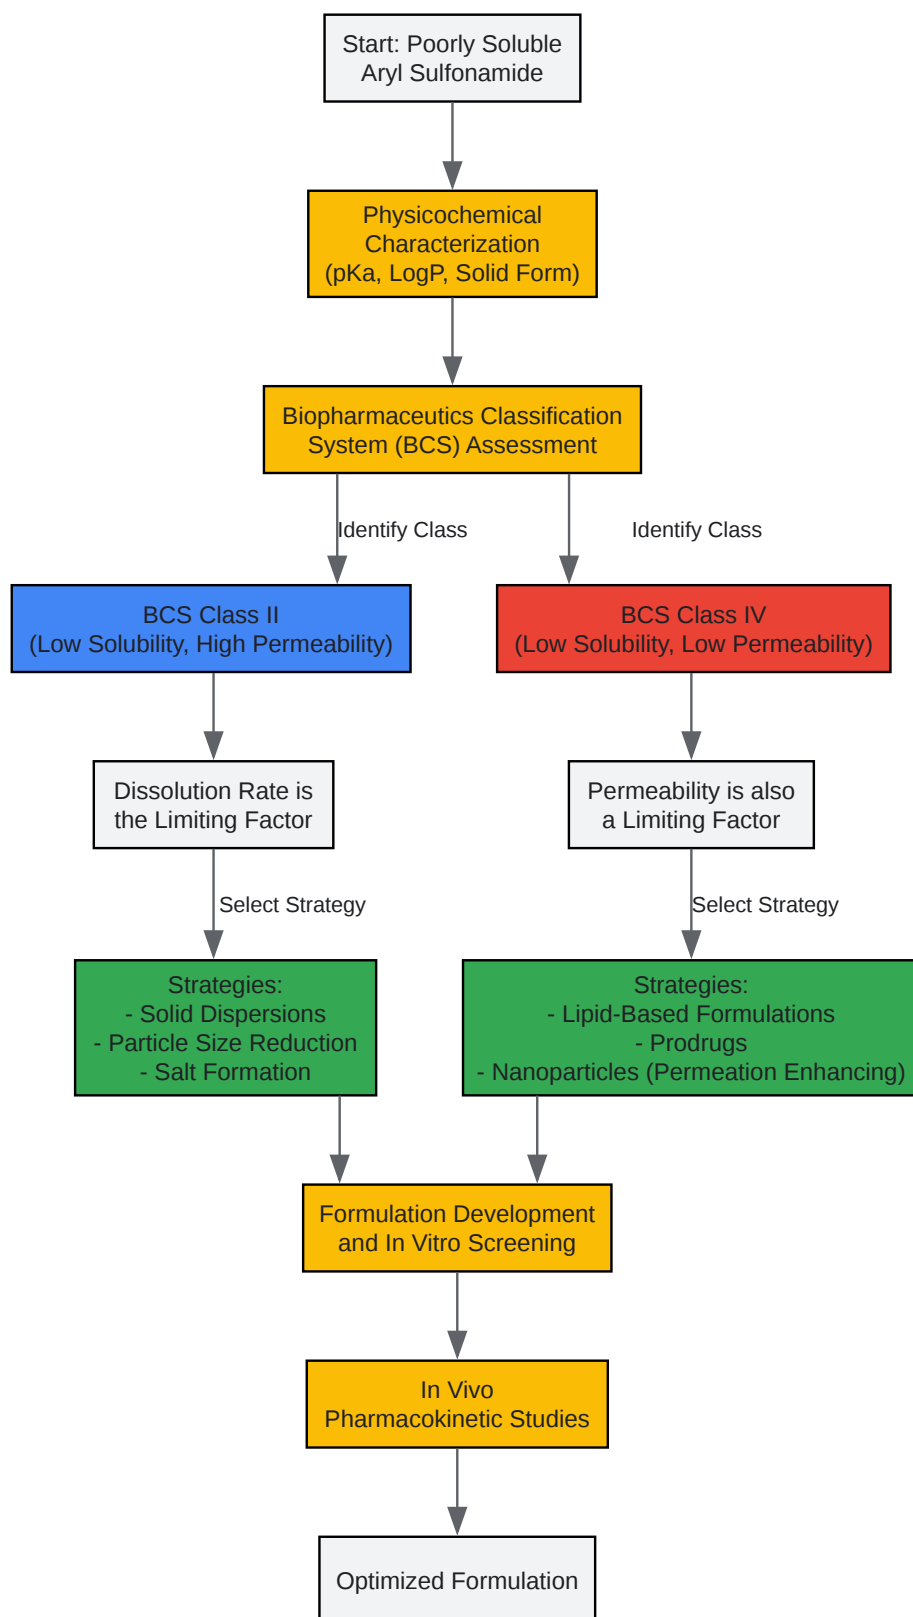 Start: Poorly Soluble
Aryl Sulfonamide
Physicochemical
Characterization
(pKa, LogP, Solid Form)
Biopharmaceutics Classification
System (BCS) Assessment
Identify Class
Identify Class
BCS Class II
(Low Solubility, High Permeability)
BCS Class IV
(Low Solubility, Low Permeability)
Dissolution Rate is
the Limiting Factor
Permeability is also
a Limiting Factor
Select Strategy
Select Strategy
Strategies:
- Solid Dispersions
- Particle Size Reduction
- Salt Formation
Strategies:
- Lipid-Based Formulations
- Prodrugs
- Nanoparticles (Permeation Enhancing)
Formulation Development
and In Vitro Screening
In Vivo
Pharmacokinetic Studies
Optimized Formulation